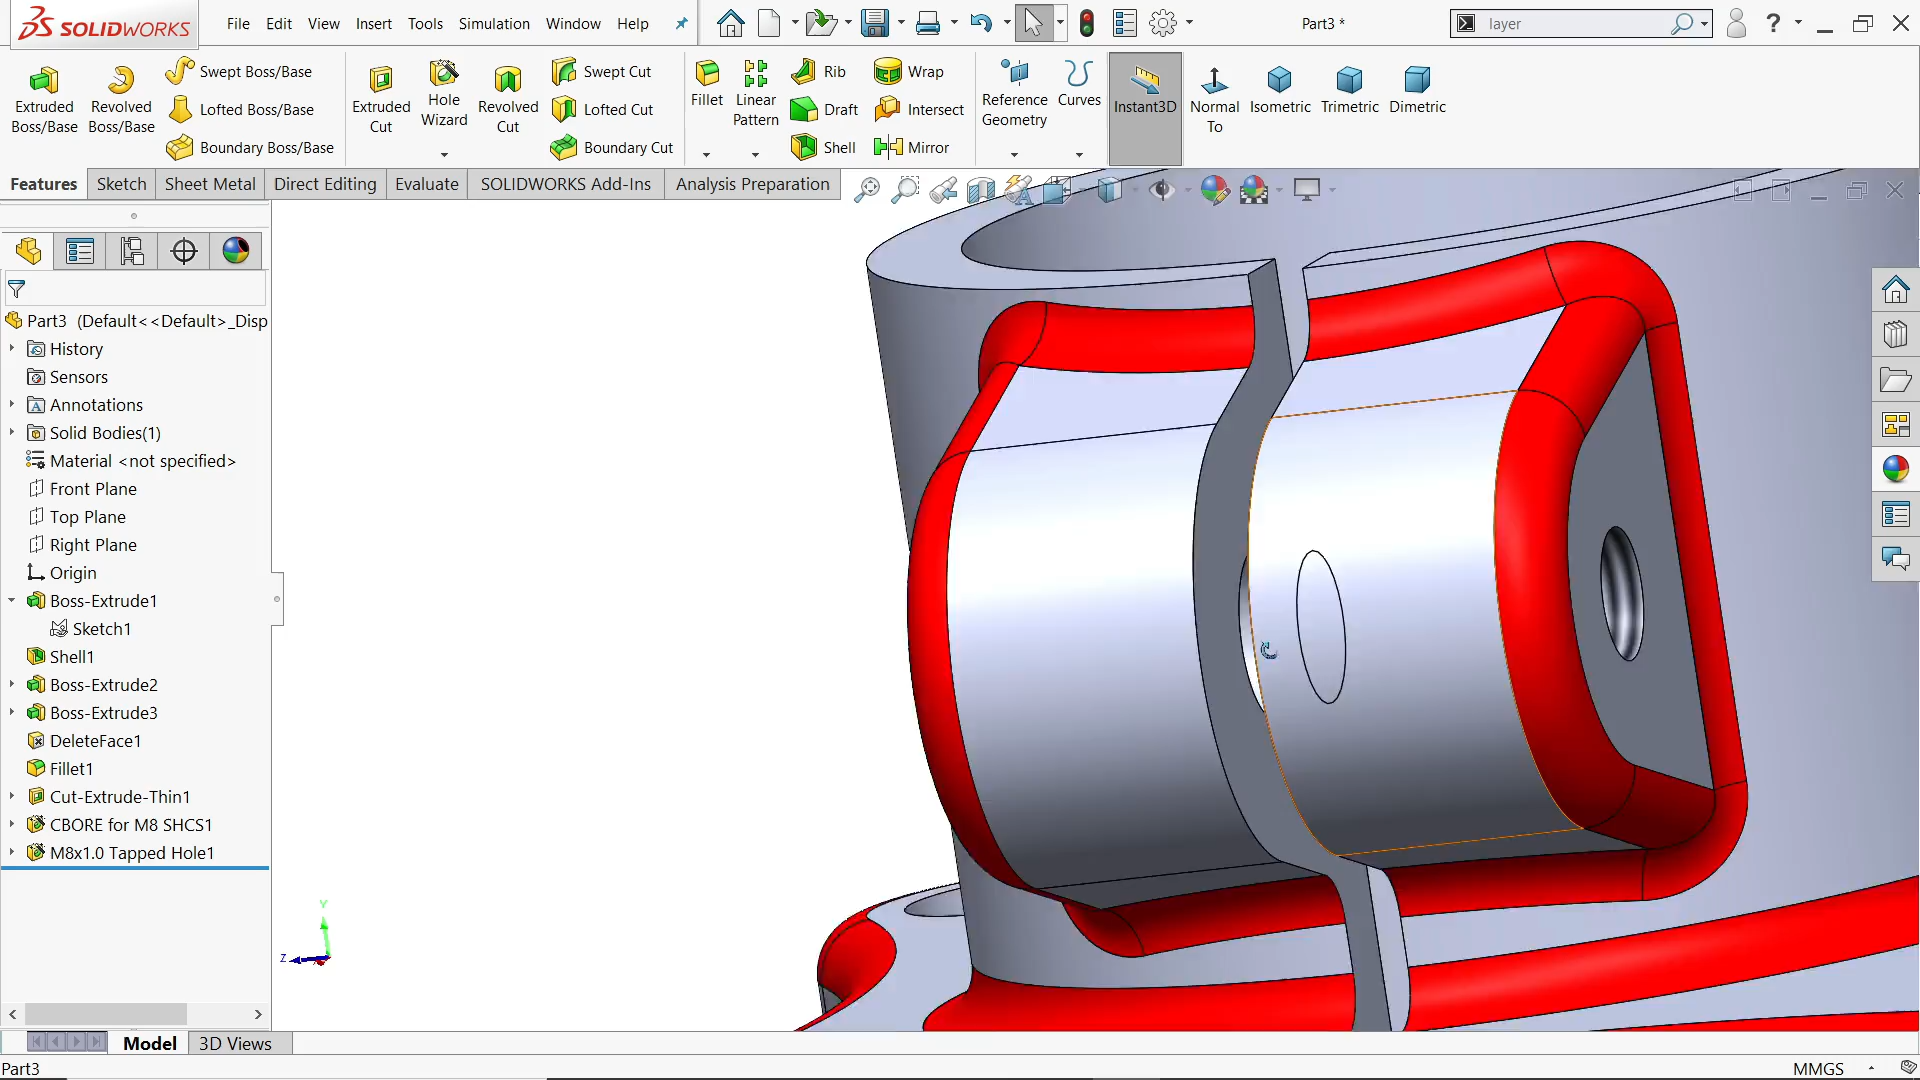 SOLIDWORKS File Edit View Insert Tools Simulation Window Help Part3 * layer ?
Extruded Boss/Base
Revolved Boss/Base
Swept Boss/Base
Lofted Boss/Base
Boundary Boss/Base
Extruded Cut
Hole Wizard
Revolved Cut
Swept Cut
Lofted Cut
Boundary Cut
Fillet
Linear Pattern
Rib
Draft
Shell
Wrap
Intersect
Mirror
Reference Geometry
Curves
Instant3D
Normal To
Isometric
Trimetric
Dimetric
Features Sketch Sheet Metal Direct Editing Evaluate SOLIDWORKS Add-Ins Analysis Preparation
Part3 (Default<<Default>_Disp
History
Sensors
Annotations
Solid Bodies(1)
Material <not specified>
Front Plane
Top Plane
Right Plane
Origin
Boss-Extrude1
Sketch1
Shell1
Boss-Extrude2
Boss-Extrude3
DeleteFace1
Fillet1
Cut-Extrude-Thin1
CBORE for M8 SHCS1
M8x1.0 Tapped Hole1
Y
Z
Model 3D Views
Part3 MMGS